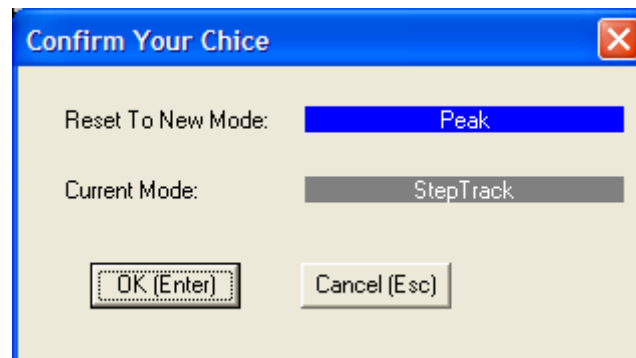 Confirm Your Chice
Reset To New Mode: Peak
Current Mode: StepTrack
OK (Enter) Cancel (Esc)